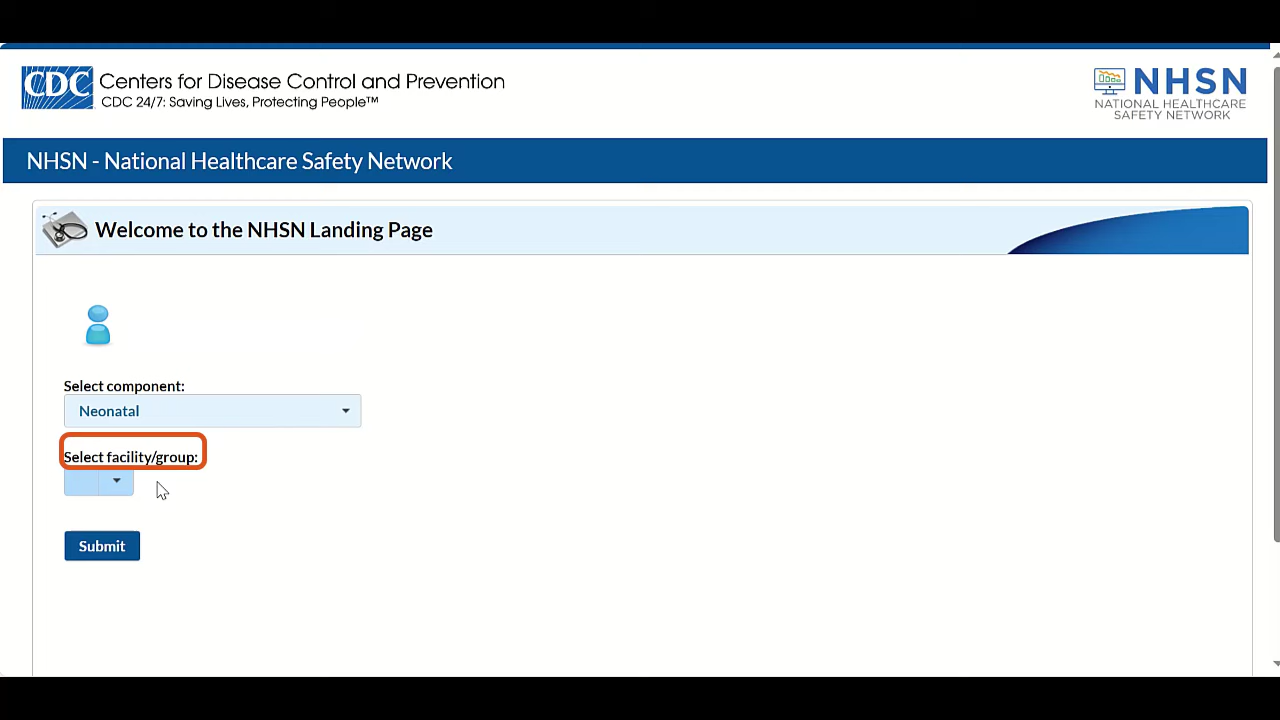 CDC Centers for Disease Control and Prevention
CDC 24/7: Saving Lives, Protecting People™
NHSN
NATIONAL HEALTHCARE
SAFETY NETWORK
NHSN - National Healthcare Safety Network
Welcome to the NHSN Landing Page
Select component:
Neonatal
Select facility/group:
Submit